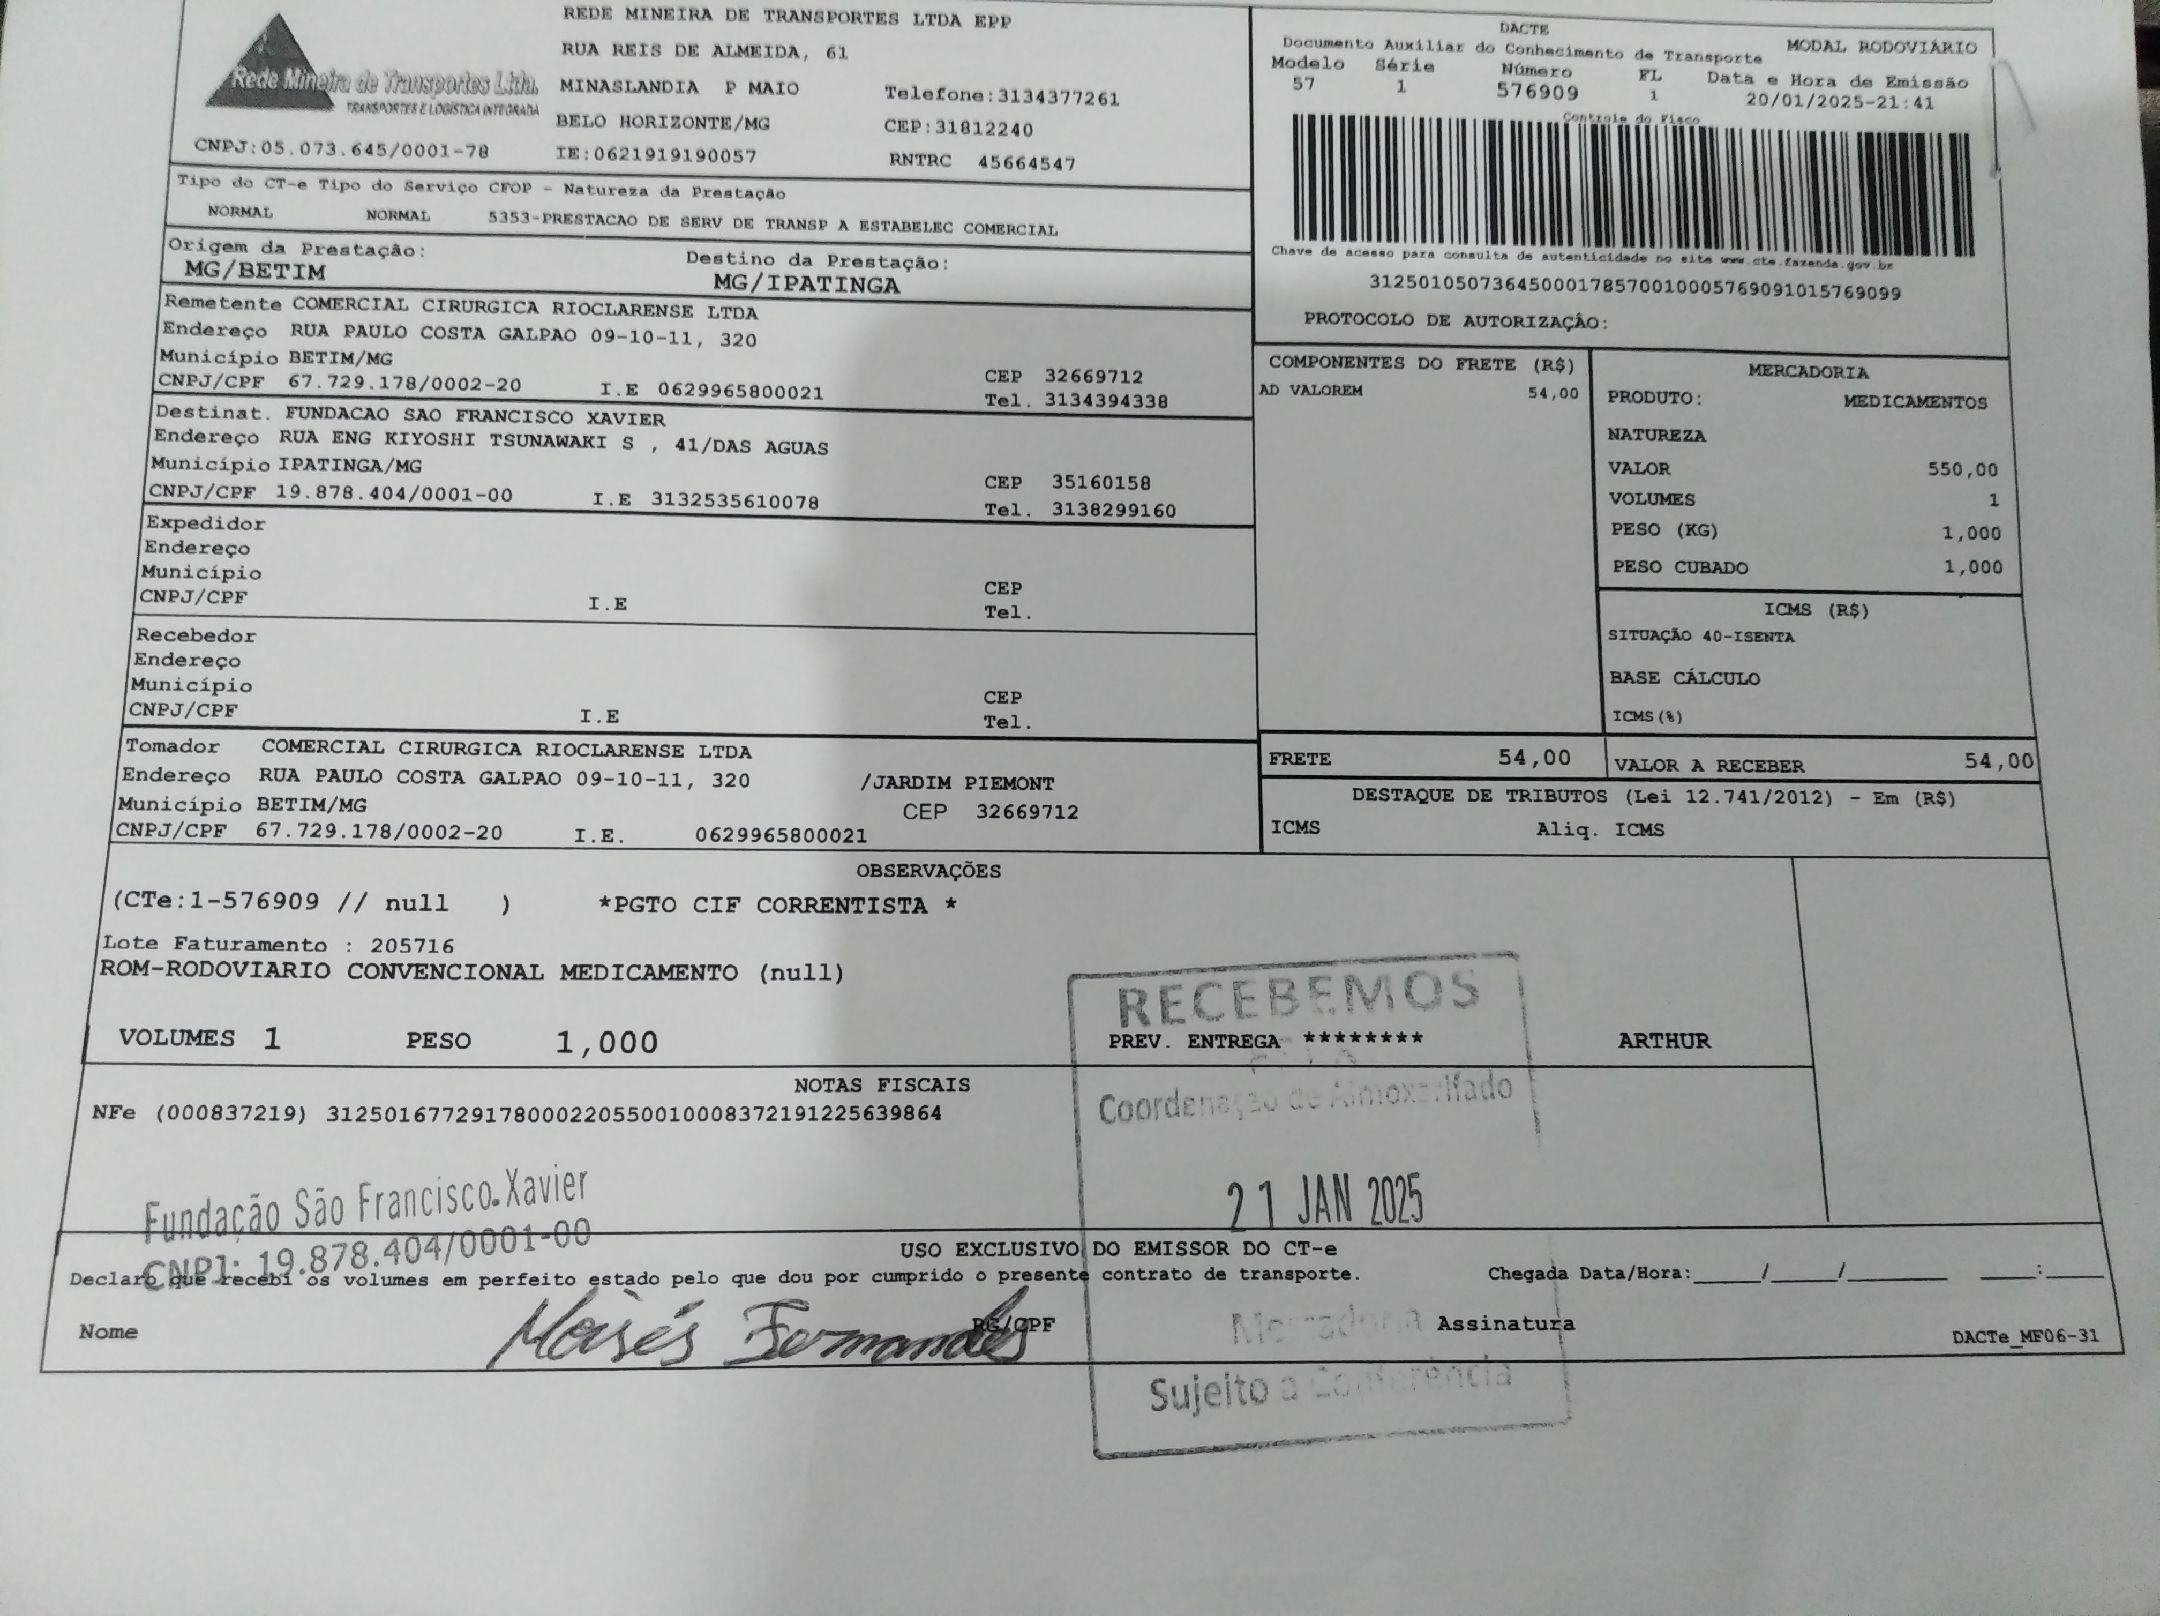 REDE MINEIRA DE TRANSPORTES LTDA EPP
RUA REIS DE ALMEIDA, 61
Rede Mineira de Transportes Ltda.
TRANSPORTES E LOGÍSTICA INTEGRADA
MINASLANDIA P MAIO Telefone:3134377261
BELO HORIZONTE/MG CEP:31812240
CNPJ:05.073.645/0001-78 IE:0621919190057 RNTRC 45664547
DACTE
Documento Auxiliar do Conhecimento de Transporte MODAL RODOVIÁRIO
Modelo Série Número FL Data e Hora de Emissão
57 1 576909 1 20/01/2025-21:41
Controle do Fisco
Chave de acesso para consulta de autenticidade no site www.cte.fazenda.gov.br
31250105073645000178570010005769091015769099
PROTOCOLO DE AUTORIZAÇÃO:
Tipo do CT-e Tipo do Serviço CFOP - Natureza da Prestação
NORMAL NORMAL 5353-PRESTACAO DE SERV DE TRANSP A ESTABELEC COMERCIAL
Origem da Prestação: Destino da Prestação:
MG/BETIM MG/IPATINGA
Remetente COMERCIAL CIRURGICA RIOCLARENSE LTDA
Endereço RUA PAULO COSTA GALPAO 09-10-11, 320
Município BETIM/MG CEP 32669712
CNPJ/CPF 67.729.178/0002-20 I.E 0629965800021 Tel. 3134394338
Destinat. FUNDACAO SAO FRANCISCO XAVIER
Endereço RUA ENG KIYOSHI TSUNAWAKI S , 41/DAS AGUAS
Município IPATINGA/MG CEP 35160158
CNPJ/CPF 19.878.404/0001-00 I.E 3132535610078 Tel. 3138299160
Expedidor
Endereço
Município CEP
CNPJ/CPF I.E Tel.
Recebedor
Endereço
Município CEP
CNPJ/CPF I.E Tel.
Tomador COMERCIAL CIRURGICA RIOCLARENSE LTDA
Endereço RUA PAULO COSTA GALPAO 09-10-11, 320 /JARDIM PIEMONT
Município BETIM/MG CEP 32669712
CNPJ/CPF 67.729.178/0002-20 I.E. 0629965800021
COMPONENTES DO FRETE (R$)
AD VALOREM 54,00
MERCADORIA
PRODUTO: MEDICAMENTOS
NATUREZA
VALOR 550,00
VOLUMES 1
PESO (KG) 1,000
PESO CUBADO 1,000
ICMS (R$)
SITUAÇÃO 40-ISENTA
BASE CÁLCULO
ICMS(%)
FRETE 54,00 VALOR A RECEBER 54,00
DESTAQUE DE TRIBUTOS (Lei 12.741/2012) - Em (R$)
ICMS Aliq. ICMS
OBSERVAÇÕES
(CTe:1-576909 // null ) *PGTO CIF CORRENTISTA *
Lote Faturamento : 205716
ROM-RODOVIARIO CONVENCIONAL MEDICAMENTO (null)
RECEBEMOS
VOLUMES 1 PESO 1,000 PREV. ENTREGA ******** ARTHUR
NOTAS FISCAIS
Coordenação de Almoxarifado
NFe (000837219) 31250167729178000220550010008372191225639864
21 JAN 2025
Fundação São Francisco Xavier
CNPJ: 19.878.404/0001-00
USO EXCLUSIVO DO EMISSOR DO CT-e
Declaro que recebi os volumes em perfeito estado pelo que dou por cumprido o presente contrato de transporte. Chegada Data/Hora:_____/_____/_________ _____:_____
Nome Moisés Fernandes RG/CPF Mercadoria Assinatura DACTe_MF06-31
Sujeito a Conferência